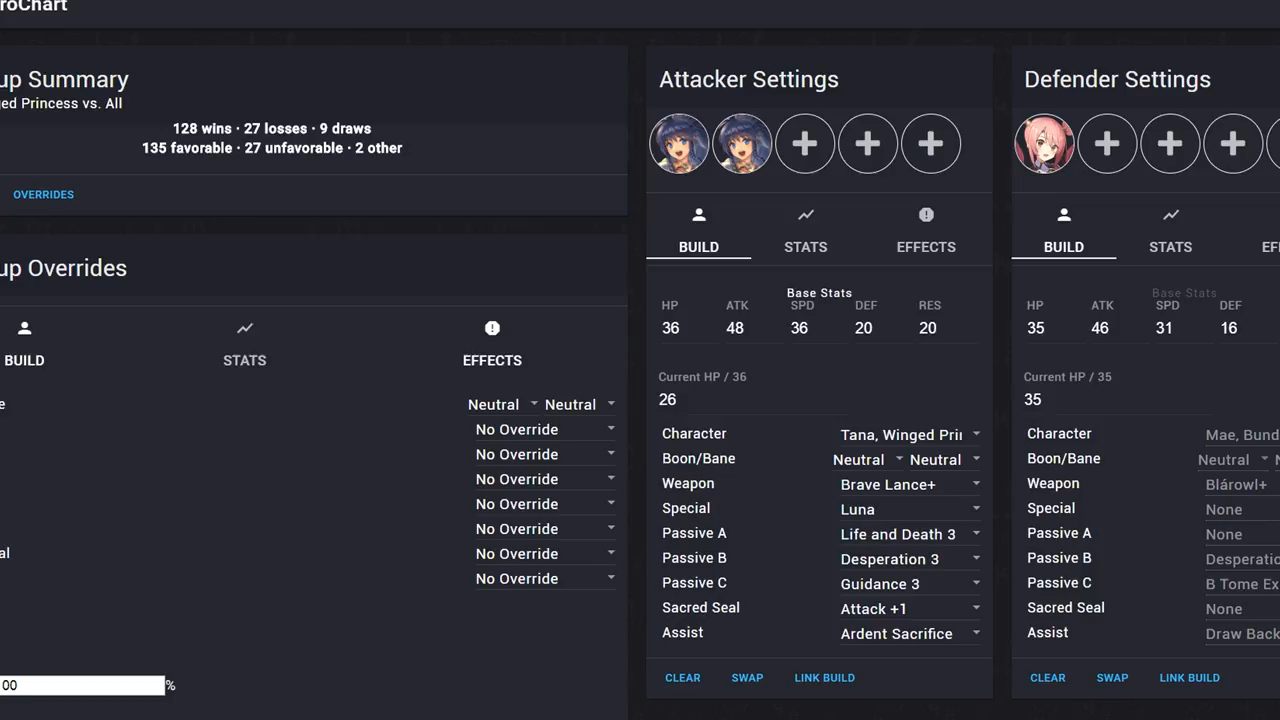 roChart
up Summary
ged Princess vs. All
128 wins · 27 losses · 9 draws
135 favorable · 27 unfavorable · 2 other
OVERRIDES
up Overrides
BUILD STATS EFFECTS
e Neutral Neutral
No Override
No Override
No Override
No Override
No Override
al No Override
No Override
00 %
Attacker Settings
BUILD STATS EFFECTS
Base Stats
HP ATK SPD DEF RES
36 48 36 20 20
Current HP / 36
26
Character Tana, Winged Prin
Boon/Bane Neutral Neutral
Weapon Brave Lance+
Special Luna
Passive A Life and Death 3
Passive B Desperation 3
Passive C Guidance 3
Sacred Seal Attack +1
Assist Ardent Sacrifice
CLEAR SWAP LINK BUILD
Defender Settings
BUILD STATS EF
Base Stats
HP ATK SPD DEF
35 46 31 16
Current HP / 35
35
Character Mae, Bund
Boon/Bane Neutral N
Weapon Blárowl+
Special None
Passive A None
Passive B Desperatio
Passive C B Tome Ex
Sacred Seal None
Assist Draw Back
CLEAR SWAP LINK BUILD